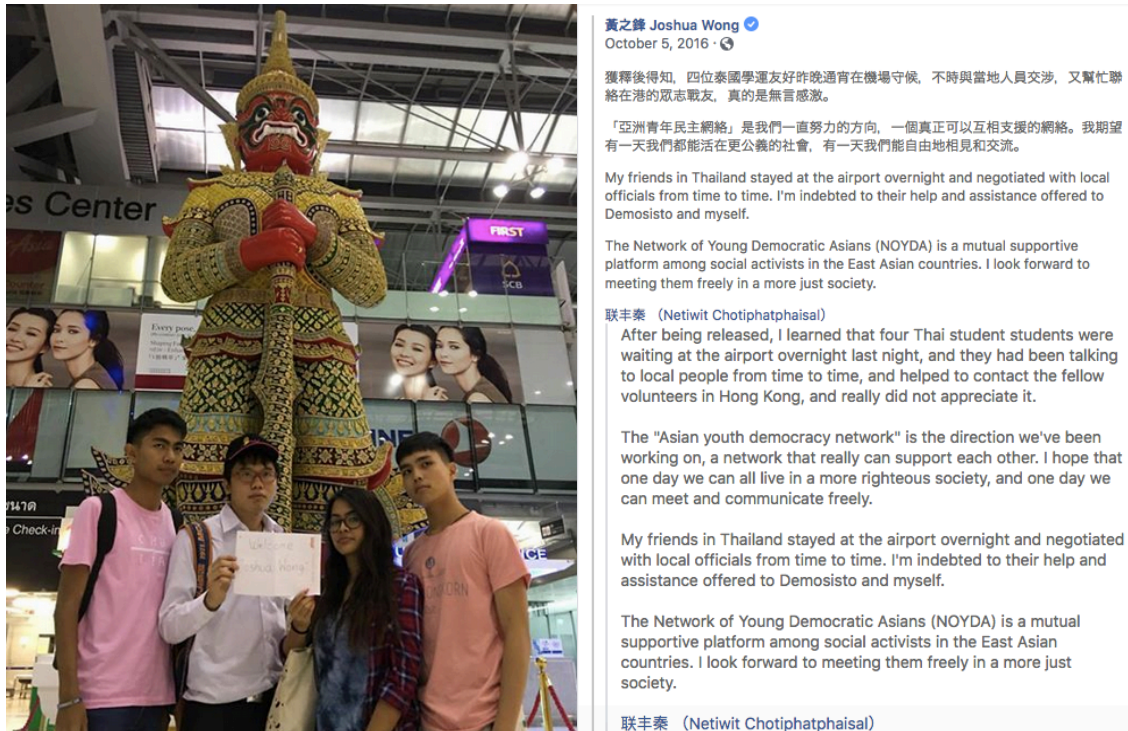 es Center
FIRST
SCB
Every pose,
ขนาด
e Check-in
Welcome
Joshua Wong
黃之鋒 Joshua Wong
October 5, 2016 ·
獲釋後得知，四位泰國學運友好昨晚通宵在機場守候，不時與當地人員交涉，又幫忙聯
絡在港的眾志戰友，真的是無言感激。
「亞洲青年民主網絡」是我們一直努力的方向，一個真正可以互相支援的網絡。我期望
有一天我們都能活在更公義的社會，有一天我們能自由地相見和交流。
My friends in Thailand stayed at the airport overnight and negotiated with local
officials from time to time. I'm indebted to their help and assistance offered to
Demosisto and myself.
The Network of Young Democratic Asians (NOYDA) is a mutual supportive
platform among social activists in the East Asian countries. I look forward to
meeting them freely in a more just society.
联丰秦 （Netiwit Chotiphatphaisal）
After being released, I learned that four Thai student students were
waiting at the airport overnight last night, and they had been talking
to local people from time to time, and helped to contact the fellow
volunteers in Hong Kong, and really did not appreciate it.
The "Asian youth democracy network" is the direction we've been
working on, a network that really can support each other. I hope that
one day we can all live in a more righteous society, and one day we
can meet and communicate freely.
My friends in Thailand stayed at the airport overnight and negotiated
with local officials from time to time. I'm indebted to their help and
assistance offered to Demosisto and myself.
The Network of Young Democratic Asians (NOYDA) is a mutual
supportive platform among social activists in the East Asian
countries. I look forward to meeting them freely in a more just
society.
联丰秦 （Netiwit Chotiphatphaisal）